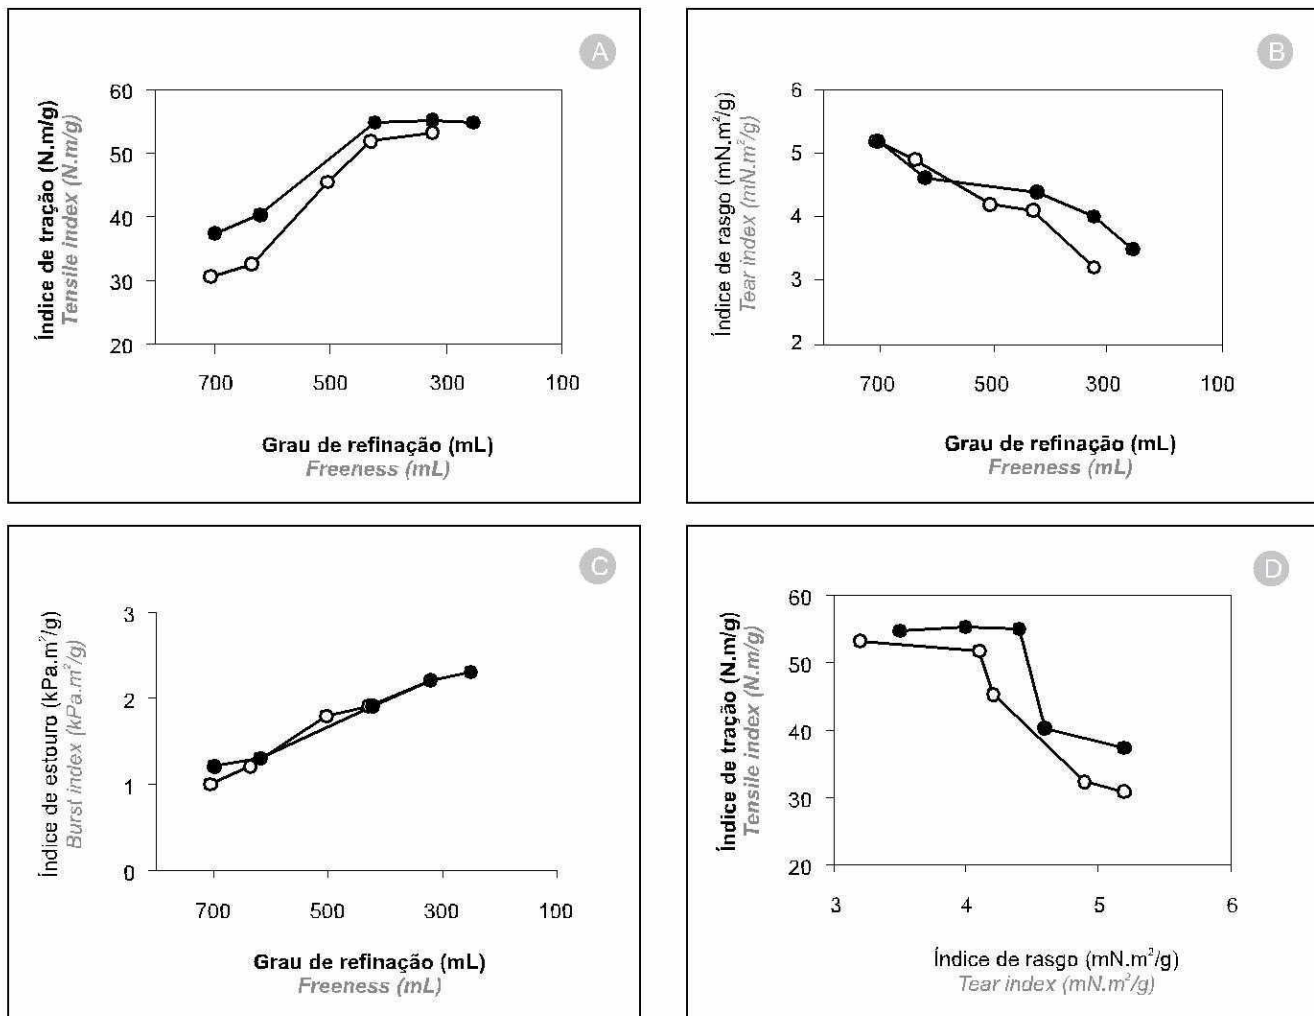 A
Índice de tração (N.m/g)
Tensile index (N.m/g)
60
50
40
30
20
700 500 300 100
Grau de refinação (mL)
Freeness (mL)
B
Índice de rasgo (mN.m²/g)
Tear index (mN.m²/g)
6
5
4
3
2
700 500 300 100
Grau de refinação (mL)
Freeness (mL)
C
Índice de estouro (kPa.m²/g)
Burst index (kPa.m²/g)
3
2
1
0
700 500 300 100
Grau de refinação (mL)
Freeness (mL)
D
Índice de tração (N.m/g)
Tensile index (N.m/g)
60
50
40
30
20
3 4 5 6
Índice de rasgo (mN.m²/g)
Tear index (mN.m²/g)